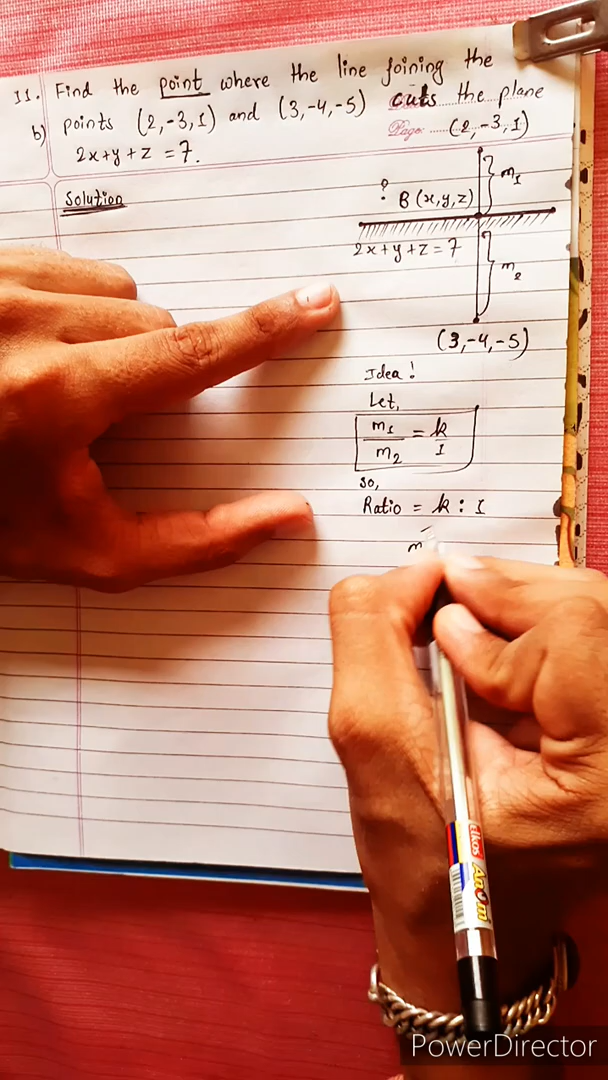 11. Find the point where the line joining the
b) points (2,-3,1) and (3,-4,-5) cuts the plane
2x+y+z = 7.
Page:
(2,-3,1)
Solution
?
B (x,y,z)
m1
2x+y+z = 7
m2
(3,-4,-5)
Idea!
Let,
m1/m2 = k/1
so,
Ratio = k : 1
m
Elkos
Anom
PowerDirector